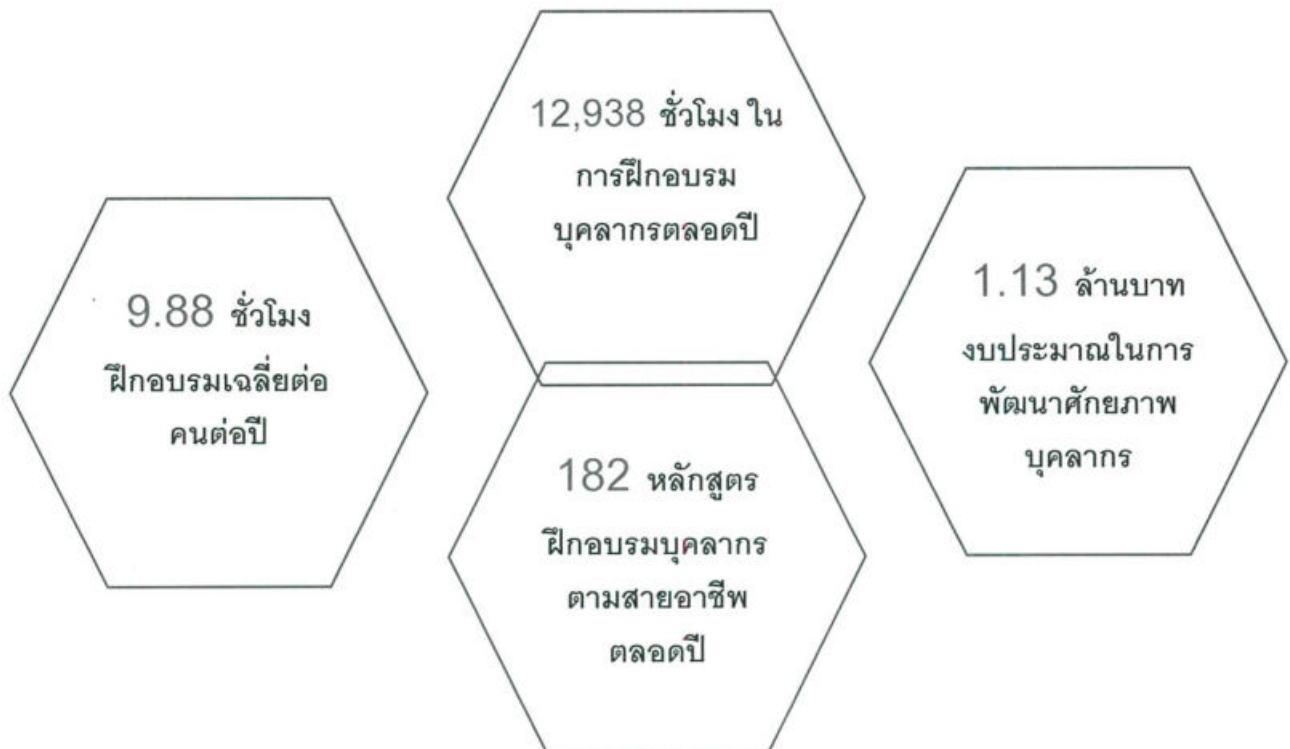 12,938 ชั่วโมง ใน
การฝึกอบรม
บุคลากรตลอดปี
9.88 ชั่วโมง
ฝึกอบรมเฉลี่ยต่อ
คนต่อปี
1.13 ล้านบาท
งบประมาณในการ
พัฒนาศักยภาพ
บุคลากร
182 หลักสูตร
ฝึกอบรมบุคลากร
ตามสายอาชีพ
ตลอดปี